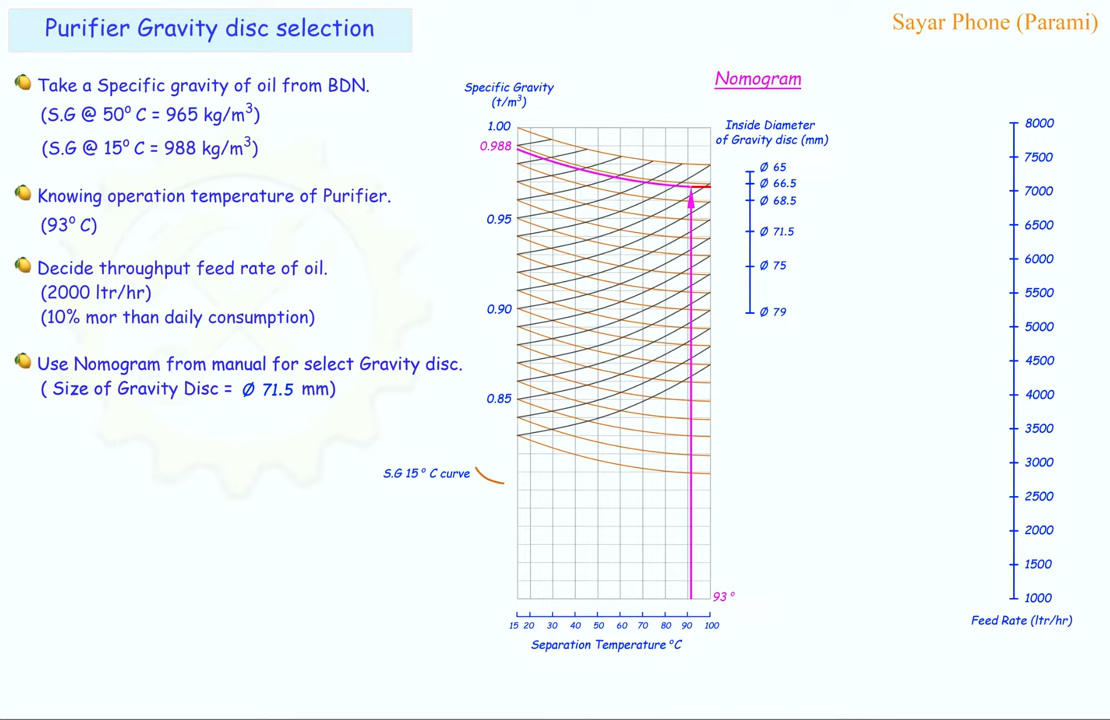 Purifier Gravity disc selection
Sayar Phone (Parami)
Take a Specific gravity of oil from BDN.
(S.G @ 50° C = 965 kg/m³)
(S.G @ 15° C = 988 kg/m³)
Knowing operation temperature of Purifier.
(93° C)
Decide throughput feed rate of oil.
(2000 ltr/hr)
(10% mor than daily consumption)
Use Nomogram from manual for select Gravity disc.
( Size of Gravity Disc = Ø 71.5 mm)
Nomogram
Specific Gravity
(t/m³)
1.00
0.988
0.95
0.90
0.85
S.G 15° C curve
93°
15 20 30 40 50 60 70 80 90 100
Separation Temperature °C
Inside Diameter
of Gravity disc (mm)
Ø 65
Ø 66.5
Ø 68.5
Ø 71.5
Ø 75
Ø 79
8000
7500
7000
6500
6000
5500
5000
4500
4000
3500
3000
2500
2000
1500
1000
Feed Rate (ltr/hr)